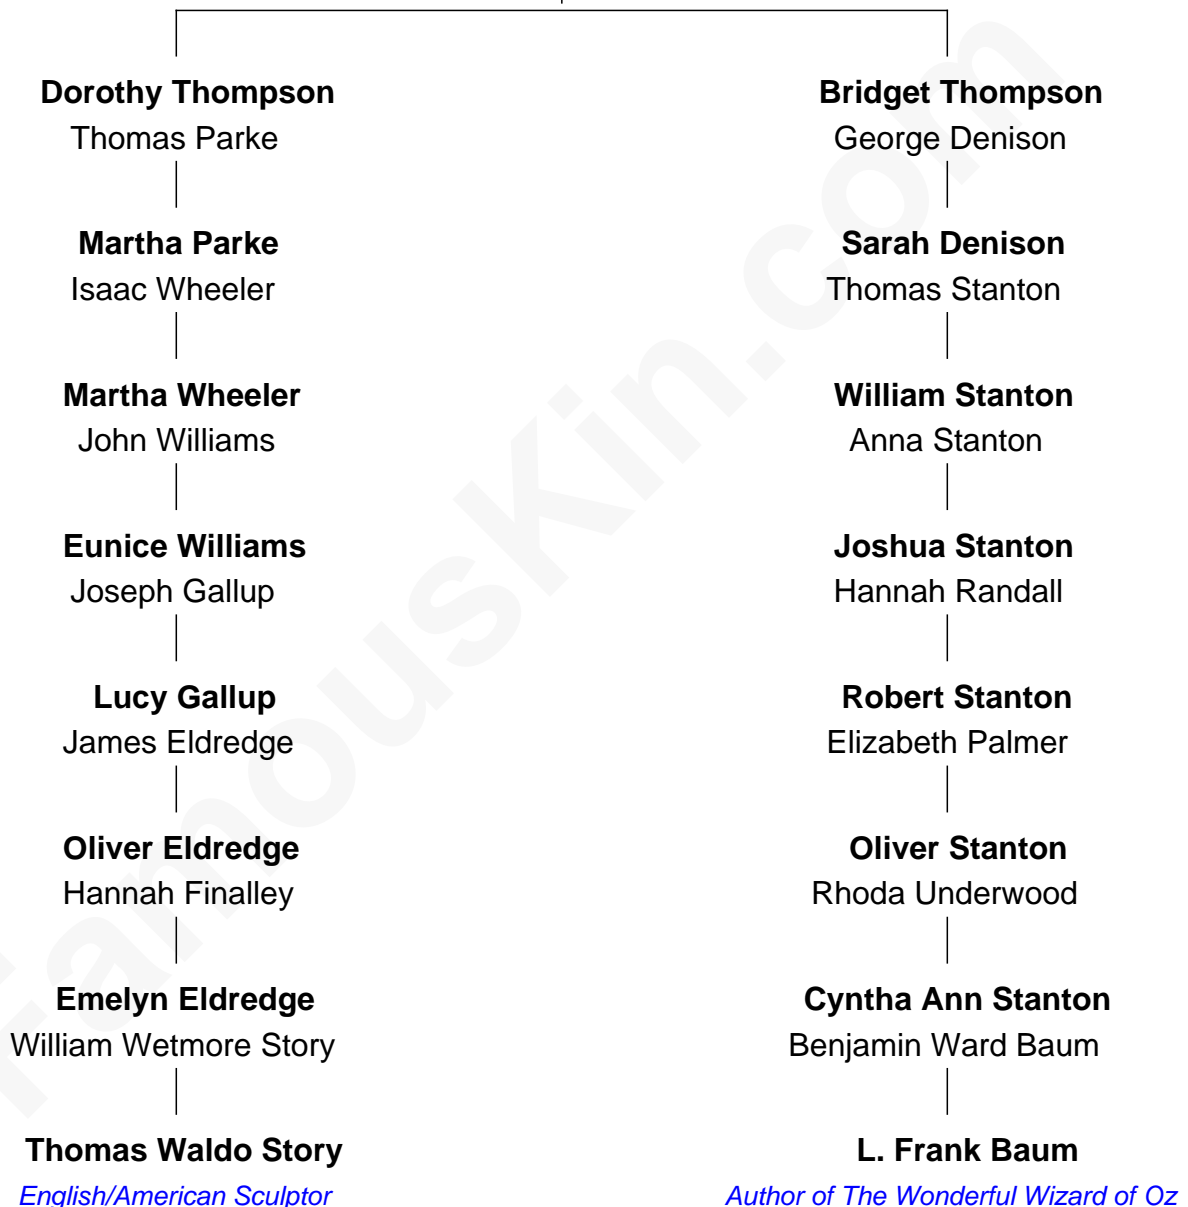 Dorothy Thompson
Thomas Parke
Martha Parke
Isaac Wheeler
Martha Wheeler
John Williams
Eunice Williams
Joseph Gallup
Lucy Gallup
James Eldredge
Oliver Eldredge
Hannah Finalley
Emelyn Eldredge
William Wetmore Story
Thomas Waldo Story
English/American Sculptor
Bridget Thompson
George Denison
Sarah Denison
Thomas Stanton
William Stanton
Anna Stanton
Joshua Stanton
Hannah Randall
Robert Stanton
Elizabeth Palmer
Oliver Stanton
Rhoda Underwood
Cyntha Ann Stanton
Benjamin Ward Baum
L. Frank Baum
Author of The Wonderful Wizard of Oz
FamousKin.com